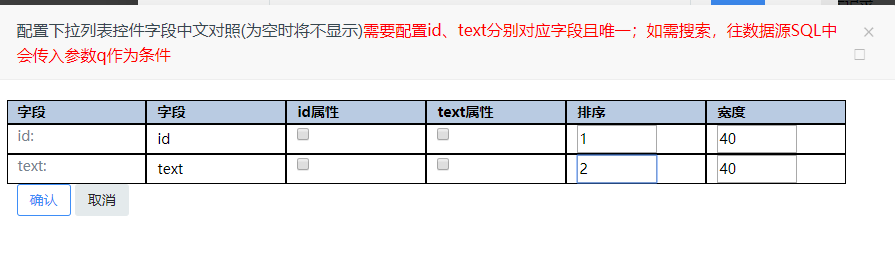 配置下拉列表控件字段中文对照(为空时将不显示)需要配置id、text分别对应字段且唯一；如需搜索，往数据源SQL中
会传入参数q作为条件
字段 字段 id属性 text属性 排序 宽度
id: id 1 40
text: text 2 40
确认 取消